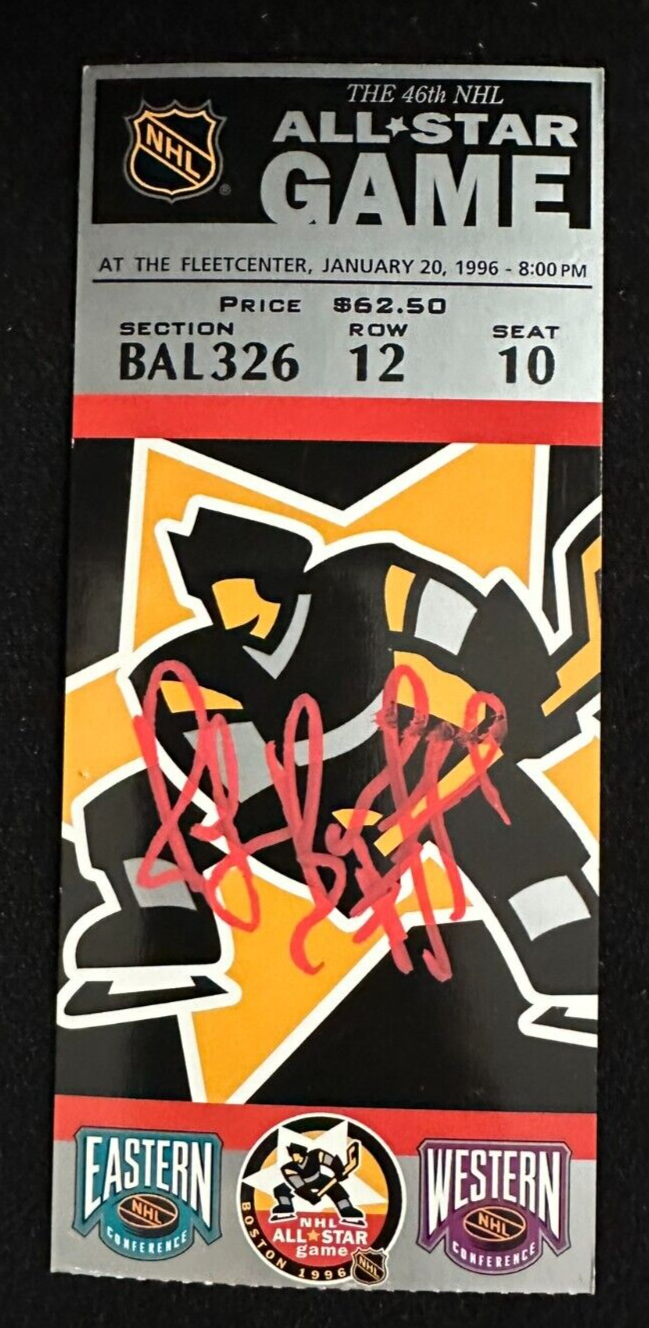 THE 46th NHL
NHL
ALL★STAR
GAME
AT THE FLEETCENTER, JANUARY 20, 1996 - 8:00 PM
PRICE $62.50
SECTION ROW SEAT
BAL326 12 10
EASTERN
NHL
CONFERENCE
NHL
ALL★STAR
game
BOSTON 1996
NHL
WESTERN
NHL
CONFERENCE